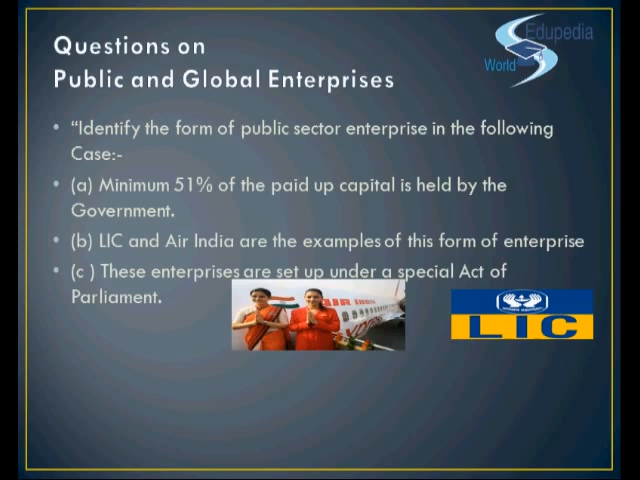 Questions on
Public and Global Enterprises
Edupedia
World
• “Identify the form of public sector enterprise in the following
Case:-
• (a) Minimum 51% of the paid up capital is held by the
Government.
• (b) LIC and Air India are the examples of this form of enterprise
• (c ) These enterprises are set up under a special Act of
Parliament.
AIR INDIA
LIC